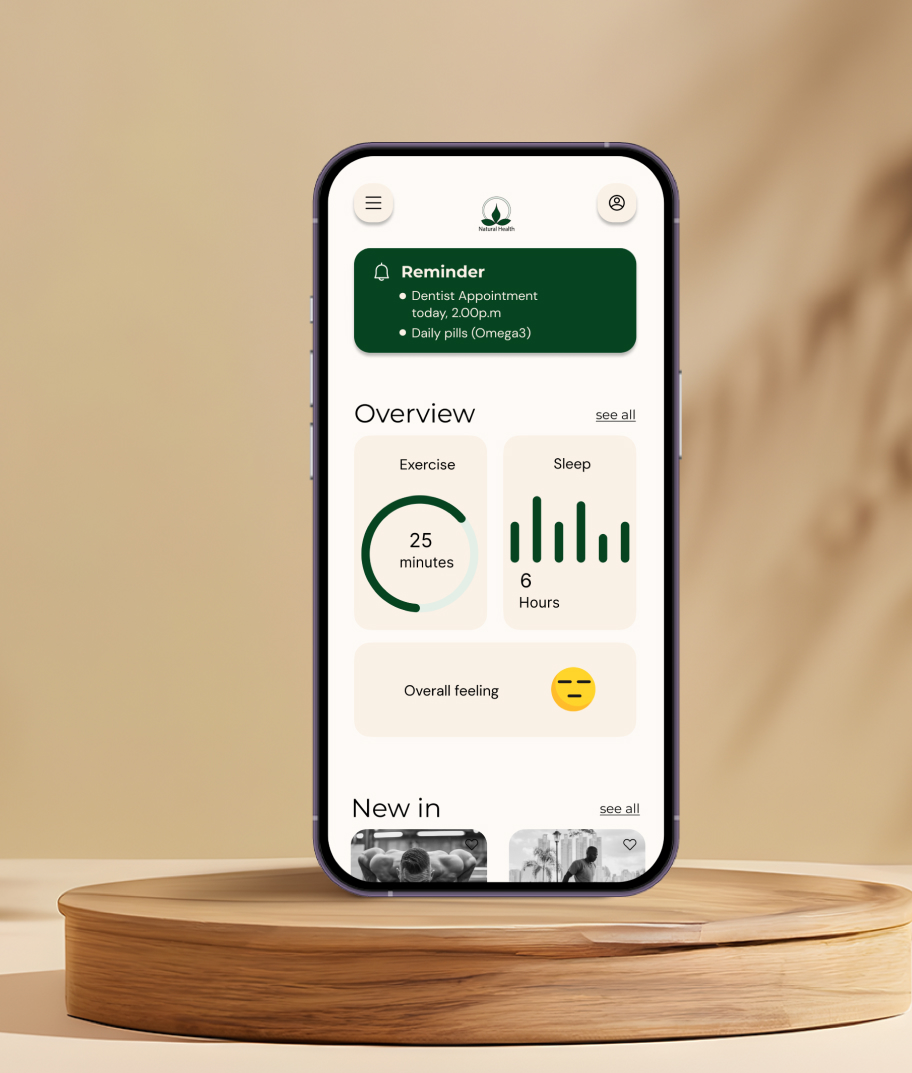 Natural Health
Reminder
Dentist Appointment
today, 2.00p.m
Daily pills (Omega3)
Overview
see all
Exercise
Sleep
25
minutes
6
Hours
Overall feeling
New in
see all